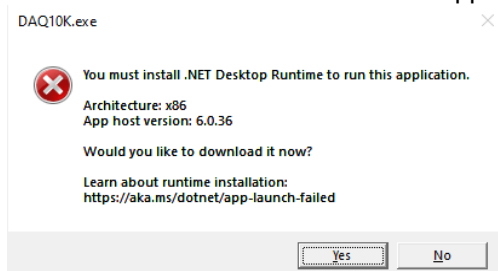 DAQ10K.exe
You must install .NET Desktop Runtime to run this application.
Architecture: x86
App host version: 6.0.36
Would you like to download it now?
Learn about runtime installation:
https://aka.ms/dotnet/app-launch-failed
Yes
No